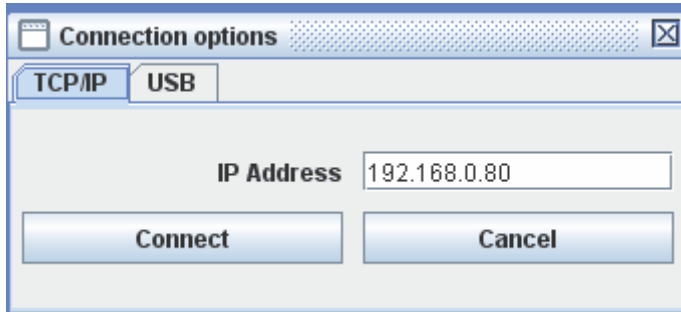 Connection options
TCP/IP USB
IP Address 192.168.0.80
Connect Cancel